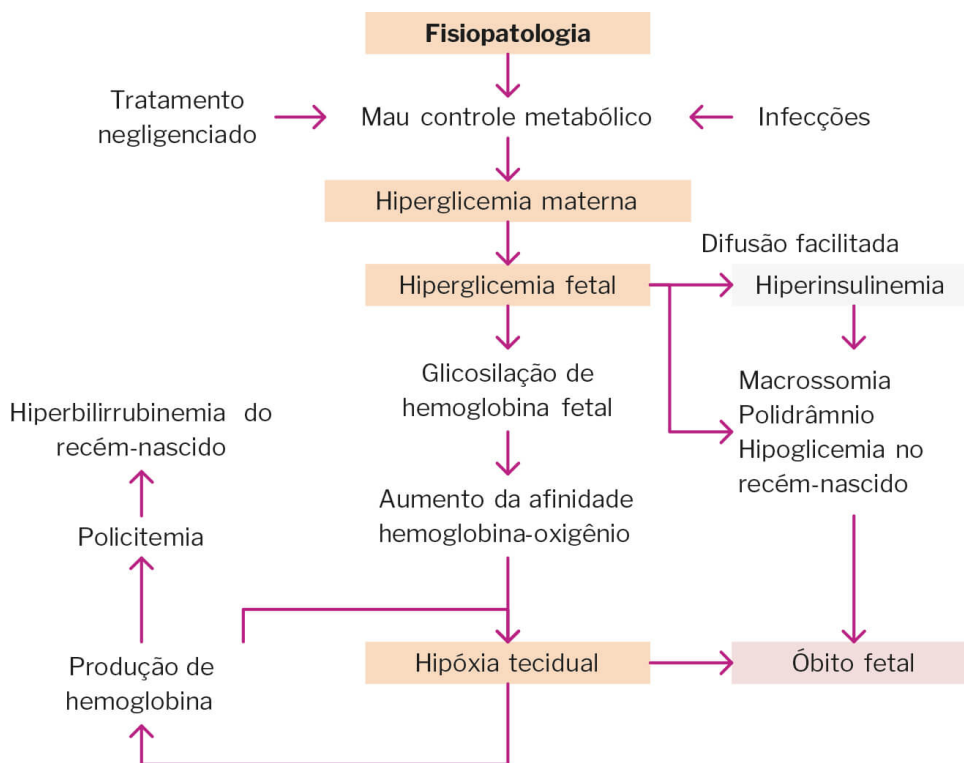 Fisiopatologia
Tratamento
negligenciado
Mau controle metabólico
Infecções
Hiperglicemia materna
Difusão facilitada
Hiperglicemia fetal
Hiperinsulinemia
Glicosilação de
hemoglobina fetal
Macrossomia
Polidrâmnio
Hipoglicemia no
recém-nascido
Hiperbilirrubinemia do
recém-nascido
Aumento da afinidade
hemoglobina-oxigênio
Policitemia
Produção de
hemoglobina
Hipóxia tecidual
Óbito fetal